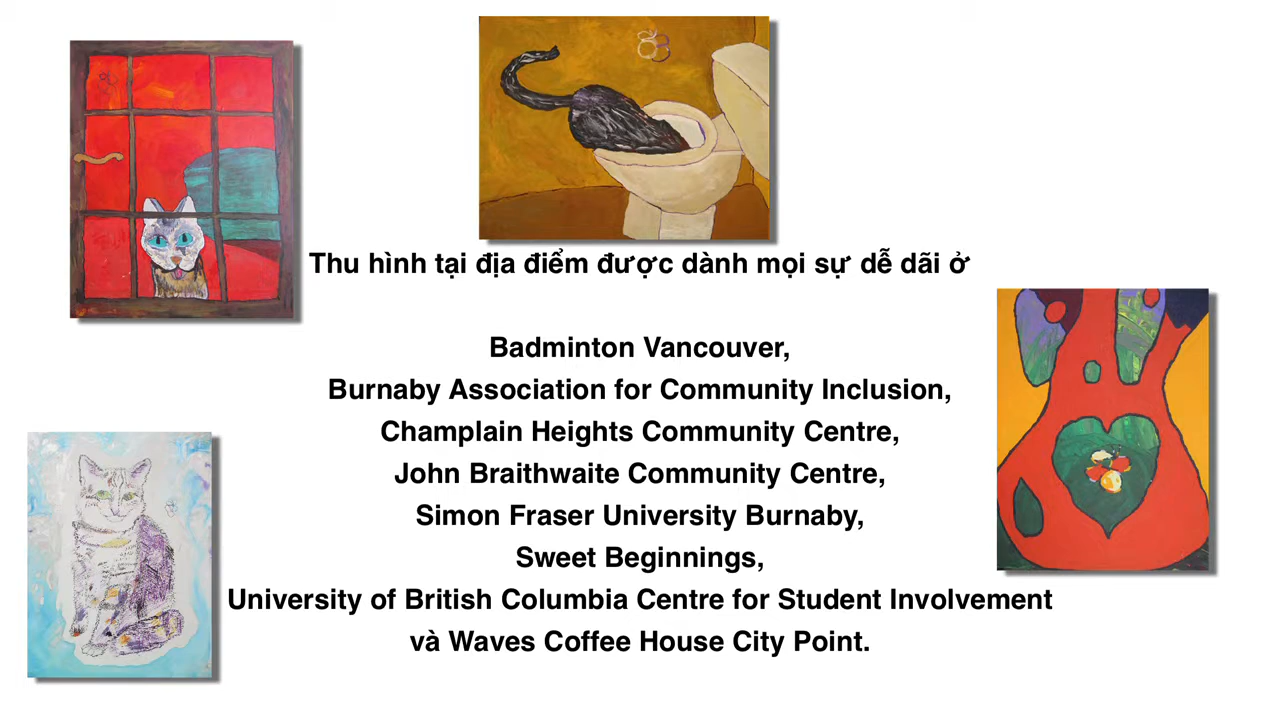 Thu hình tại địa điểm được dành mọi sự dễ dãi ở
Badminton Vancouver,
Burnaby Association for Community Inclusion,
Champlain Heights Community Centre,
John Braithwaite Community Centre,
Simon Fraser University Burnaby,
Sweet Beginnings,
University of British Columbia Centre for Student Involvement
và Waves Coffee House City Point.